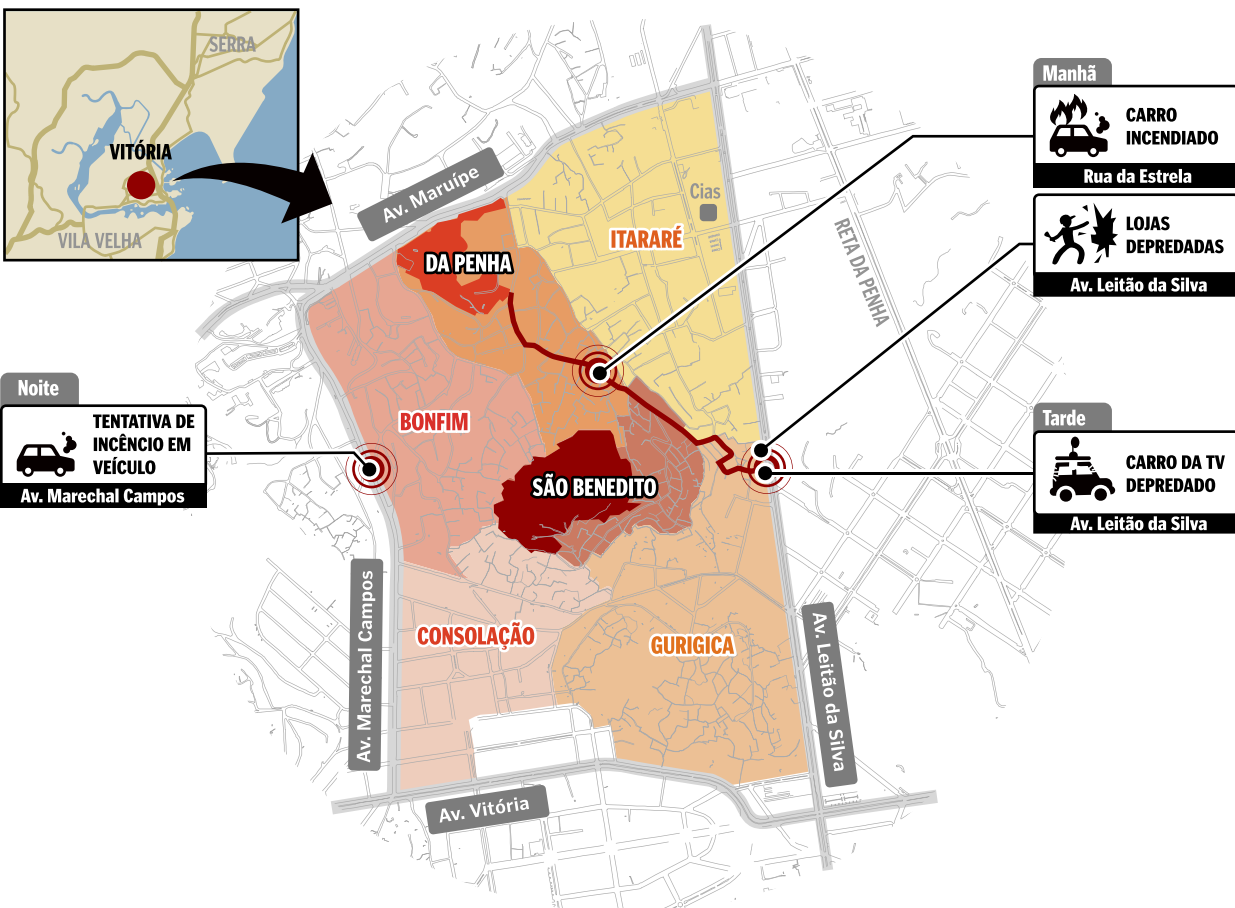 SERRA
VITÓRIA
VILA VELHA
Av. Maruípe
Cias
ITARARÉ
DA PENHA
RETA DA PENHA
Manhã
CARRO
INCENDIADO
Rua da Estrela
LOJAS
DEPREDADAS
Av. Leitão da Silva
Noite
TENTATIVA DE
INCÊNCIO EM
VEÍCULO
Av. Marechal Campos
BONFIM
SÃO BENEDITO
Tarde
CARRO DA TV
DEPREDADO
Av. Leitão da Silva
Av. Marechal Campos
CONSOLAÇÃO
GURIGICA
Av. Leitão da Silva
Av. Vitória